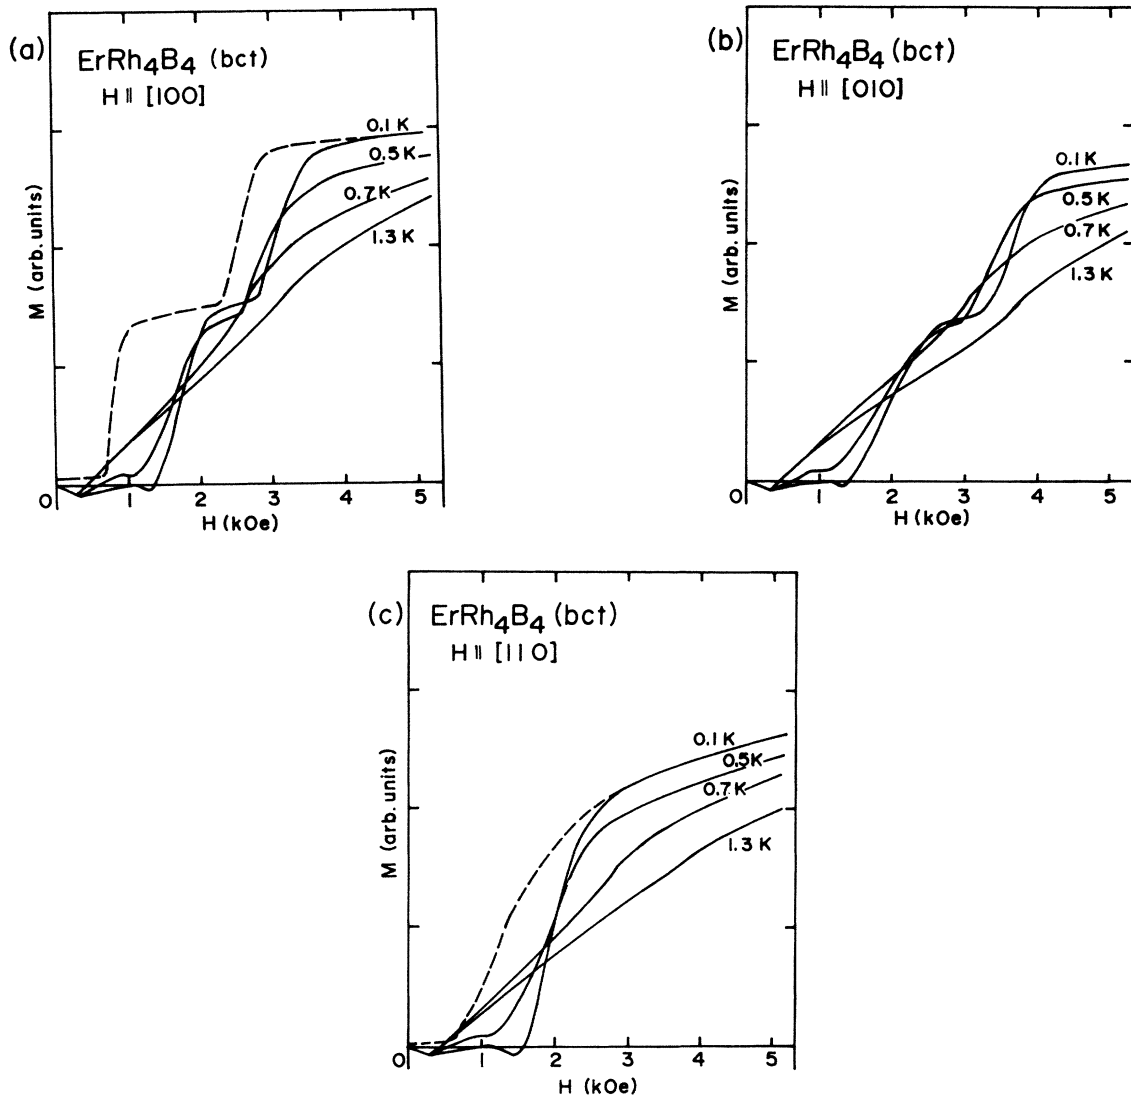 (a)
ErRh4B4 (bct)
H || [100]
0.1 K
0.5 K
0.7 K
1.3 K
M (arb. units)
0 1 2 3 4 5
H (kOe)
(b)
ErRh4B4 (bct)
H || [010]
0.1 K
0.5 K
0.7 K
1.3 K
M (arb. units)
0 1 2 3 4 5
H (kOe)
(c)
ErRh4B4 (bct)
H || [110]
0.1 K
0.5K
0.7 K
1.3 K
M (arb. units)
0 1 2 3 4 5
H (kOe)